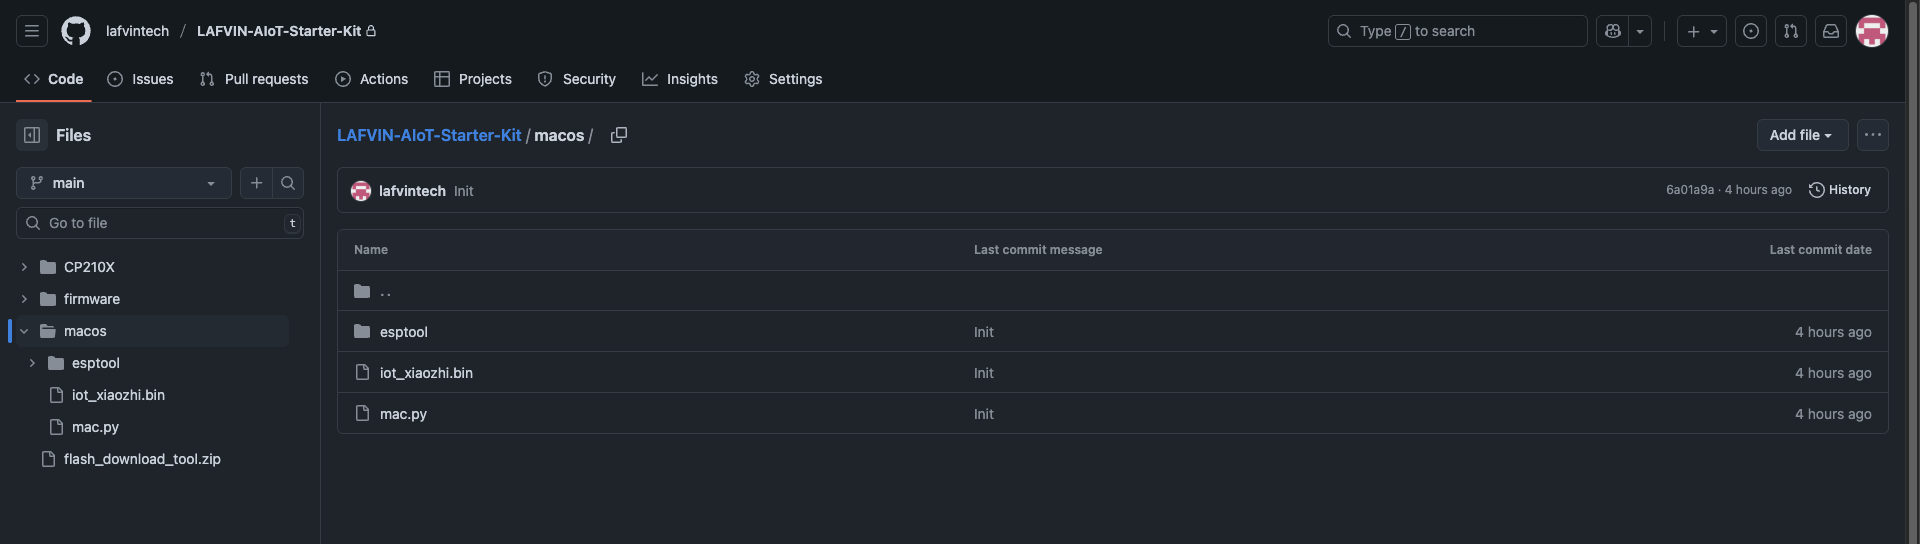 lafvintech / LAFVIN-AIoT-Starter-Kit
Type / to search
Code
Issues
Pull requests
Actions
Projects
Security
Insights
Settings
Files
main
Go to file
t
CP210X
firmware
macos
esptool
iot_xiaozhi.bin
mac.py
flash_download_tool.zip
LAFVIN-AIoT-Starter-Kit / macos /
Add file
lafvintech Init
6a01a9a · 4 hours ago
History
Name Last commit message Last commit date
..
esptool Init 4 hours ago
iot_xiaozhi.bin Init 4 hours ago
mac.py Init 4 hours ago